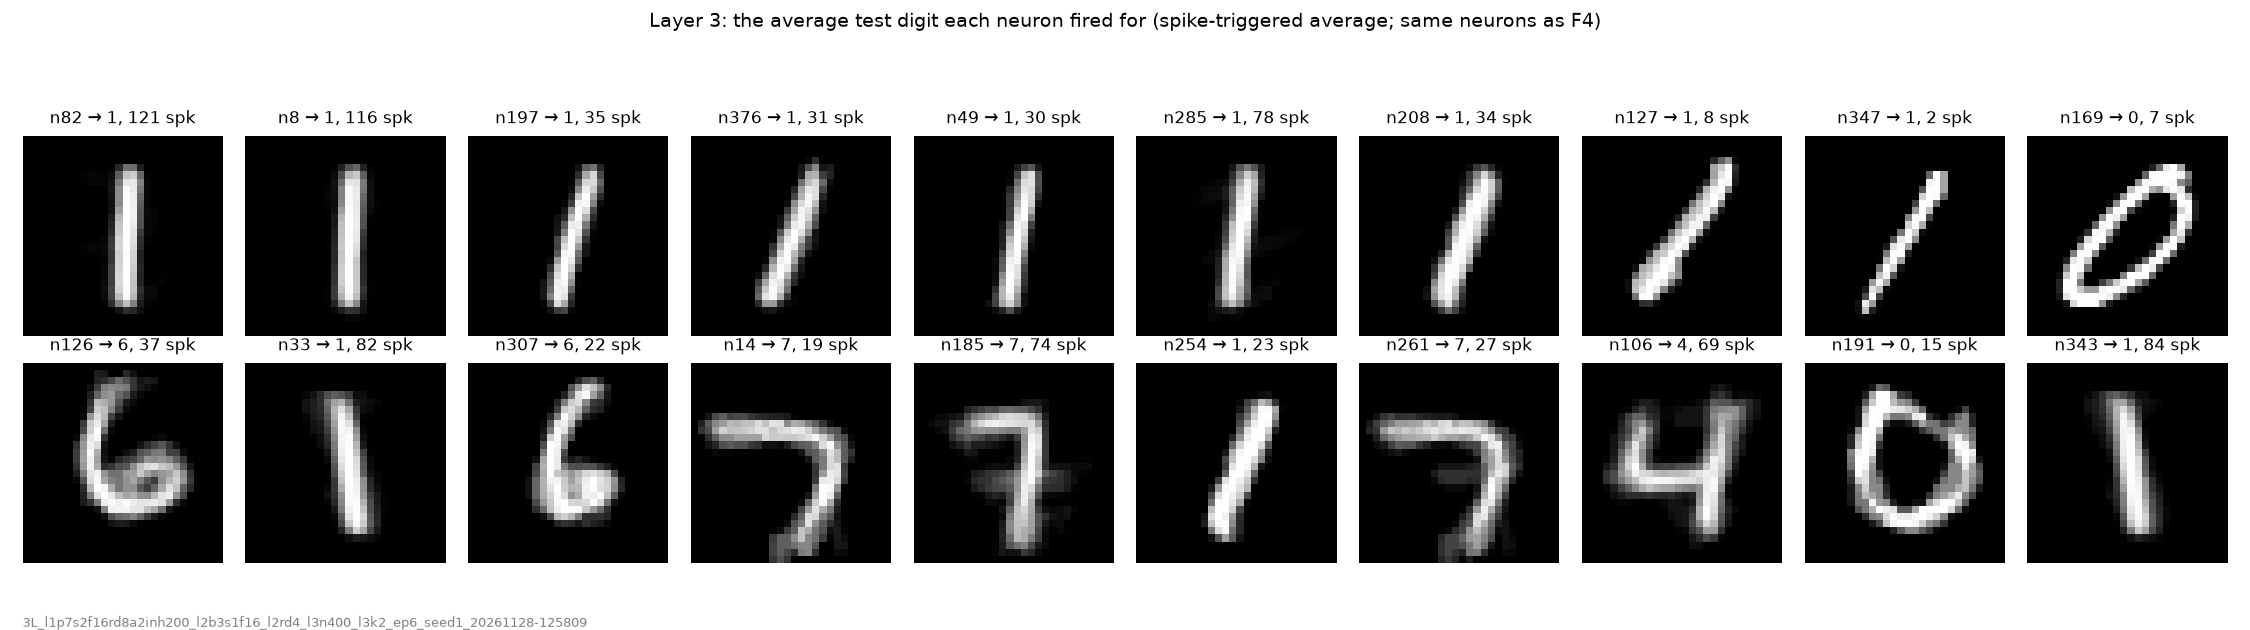 Layer 3: the average test digit each neuron fired for (spike-triggered average; same neurons as F4)
n82 → 1, 121 spk
n8 → 1, 116 spk
n197 → 1, 35 spk
n376 → 1, 31 spk
n49 → 1, 30 spk
n285 → 1, 78 spk
n208 → 1, 34 spk
n127 → 1, 8 spk
n347 → 1, 2 spk
n169 → 0, 7 spk
n126 → 6, 37 spk
n33 → 1, 82 spk
n307 → 6, 22 spk
n14 → 7, 19 spk
n185 → 7, 74 spk
n254 → 1, 23 spk
n261 → 7, 27 spk
n106 → 4, 69 spk
n191 → 0, 15 spk
n343 → 1, 84 spk
3L_l1p7s2f16rd8a2inh200_l2b3s1f16_l2rd4_l3n400_l3k2_ep6_seed1_20261128-125809